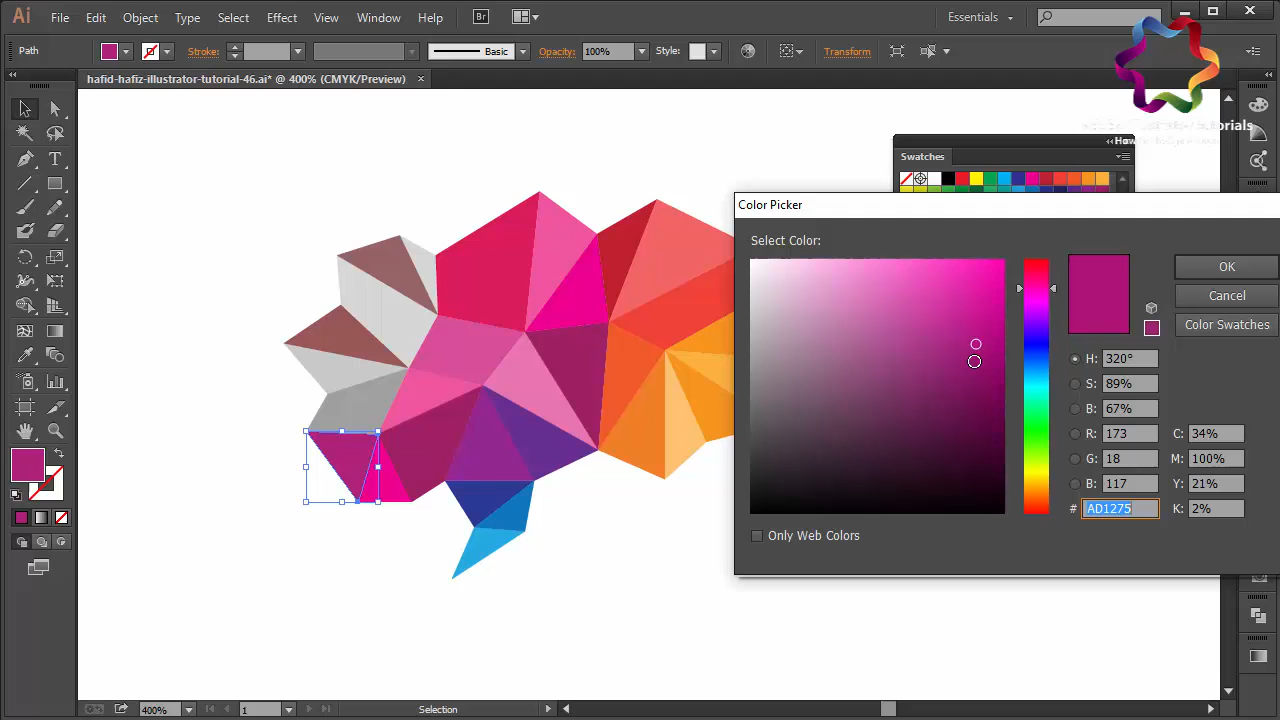 Ai File Edit Object Type Select Effect View Window Help Br Essentials
Path Stroke: Basic Opacity: 100% Style: Transform
hafid-hafiz-illustrator-tutorial-46.ai* @ 400% (CMYK/Preview)
tutorials
How
Swatches
Color Picker
Select Color:
OK
Cancel
Color Swatches
H: 320°
S: 89%
B: 67%
R: 173 C: 34%
G: 18 M: 100%
B: 117 Y: 21%
# AD1275 K: 2%
Only Web Colors
T
400% 1 Selection